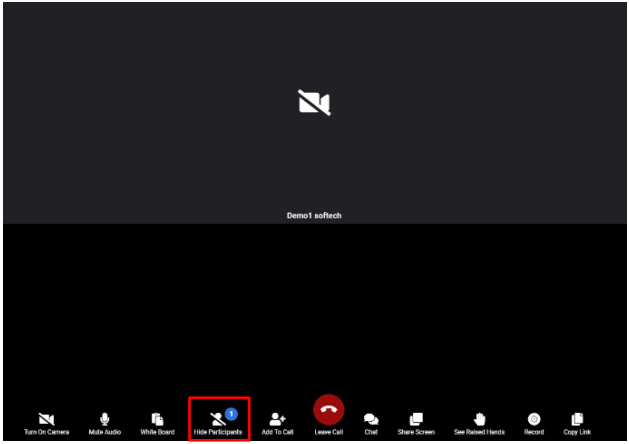 Demo1 softech
1
Turn On Camera
Mute Audio
White Board
Hide Participants
Add To Call
Leave Call
Chat
Share Screen
See Raised Hands
Record
Copy Link